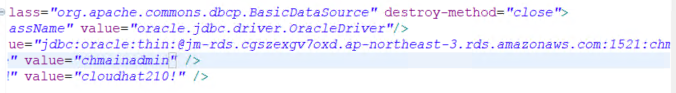 lass="org.apache.commons.dbcp.BasicDataSource" destroy-method="close">
assName" value="oracle.jdbc.driver.OracleDriver"/>
ue="jdbc:oracle:thin:@jm-rds.cgszexgv7oxd.ap-northeast-3.rds.amazonaws.com:1521:chm
" value="chmainadmin" />
!" value="cloudhat210!" />